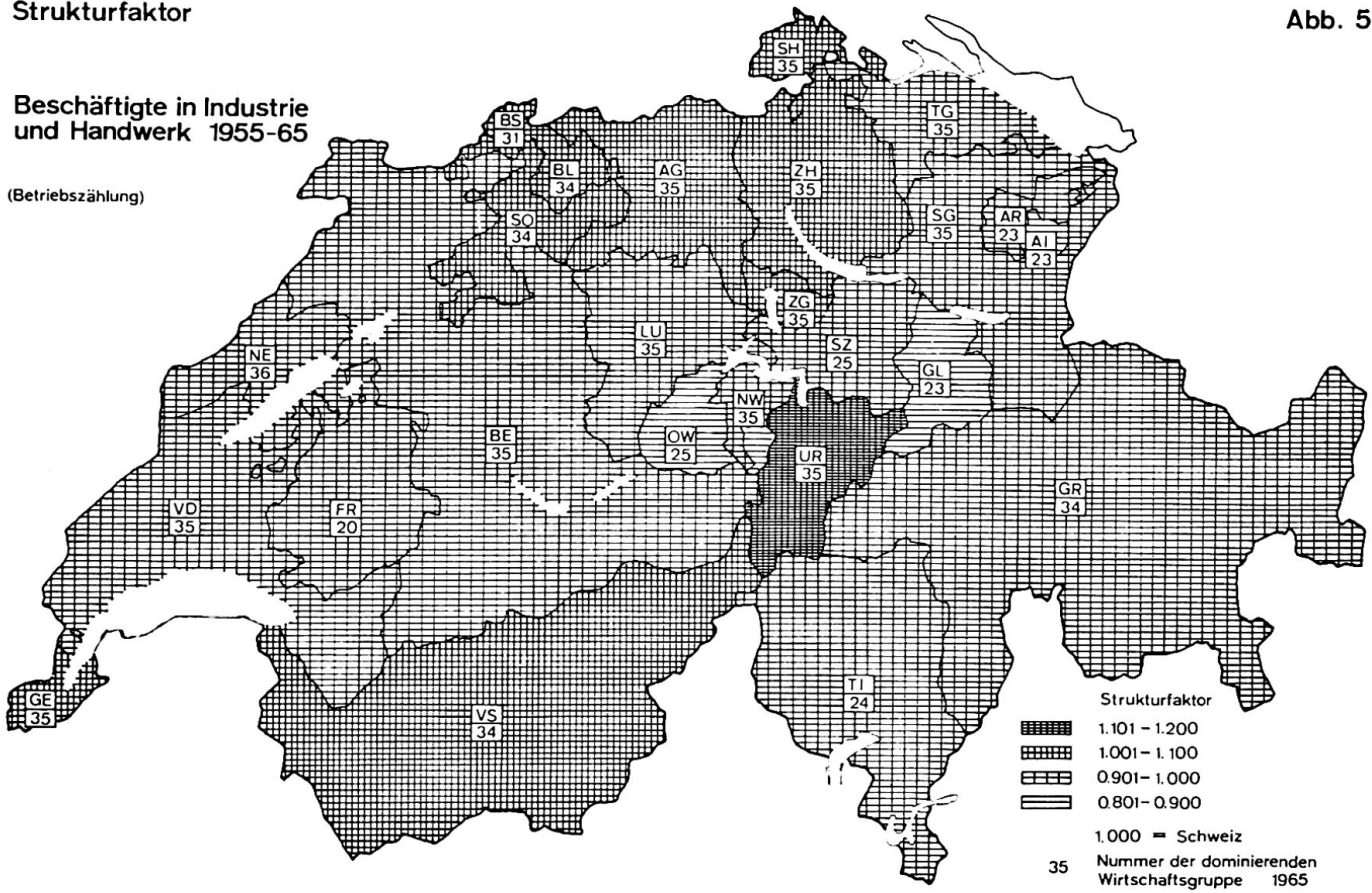 Strukturfaktor
Abb. 5
Beschäftigte in Industrie
und Handwerk 1955-65
(Betriebszählung)
SH
35
TG
35
BS
31
BL
34
AG
35
ZH
35
SO
34
SG
35
AR
23
AI
23
ZG
35
LU
35
SZ
25
NE
36
GL
23
NW
35
OW
25
BE
35
UR
35
GR
34
VD
35
FR
20
GE
35
VS
34
TI
24
Strukturfaktor
1.101 - 1.200
1.001 - 1.100
0.901 - 1.000
0.801 - 0.900
1.000 = Schweiz
35 Nummer der dominierenden
Wirtschaftsgruppe 1965